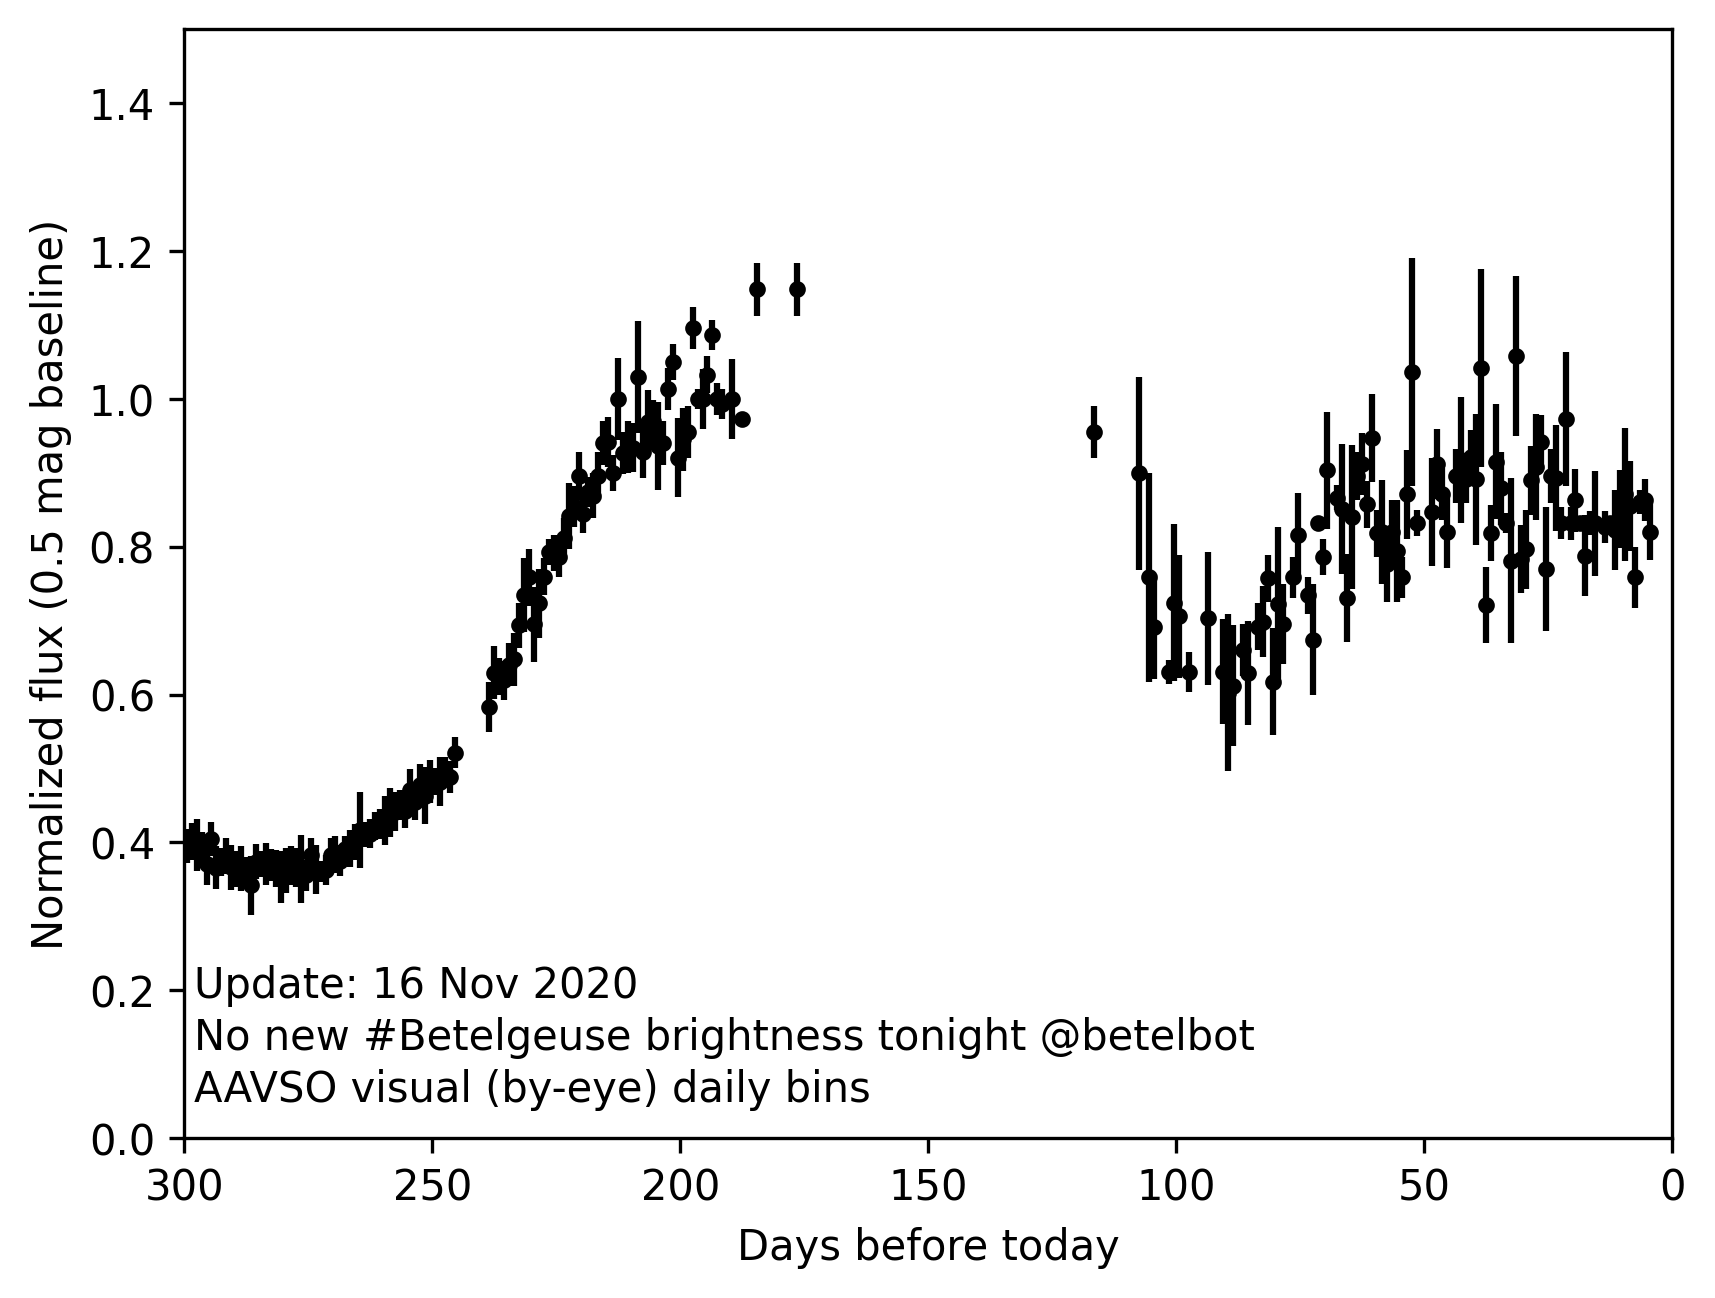 1.4
1.2
1.0
0.8
0.6
0.4
0.2
0.0
Normalized flux (0.5 mag baseline)
Update: 16 Nov 2020
No new #Betelgeuse brightness tonight @betelbot
AAVSO visual (by-eye) daily bins
300 250 200 150 100 50 0
Days before today